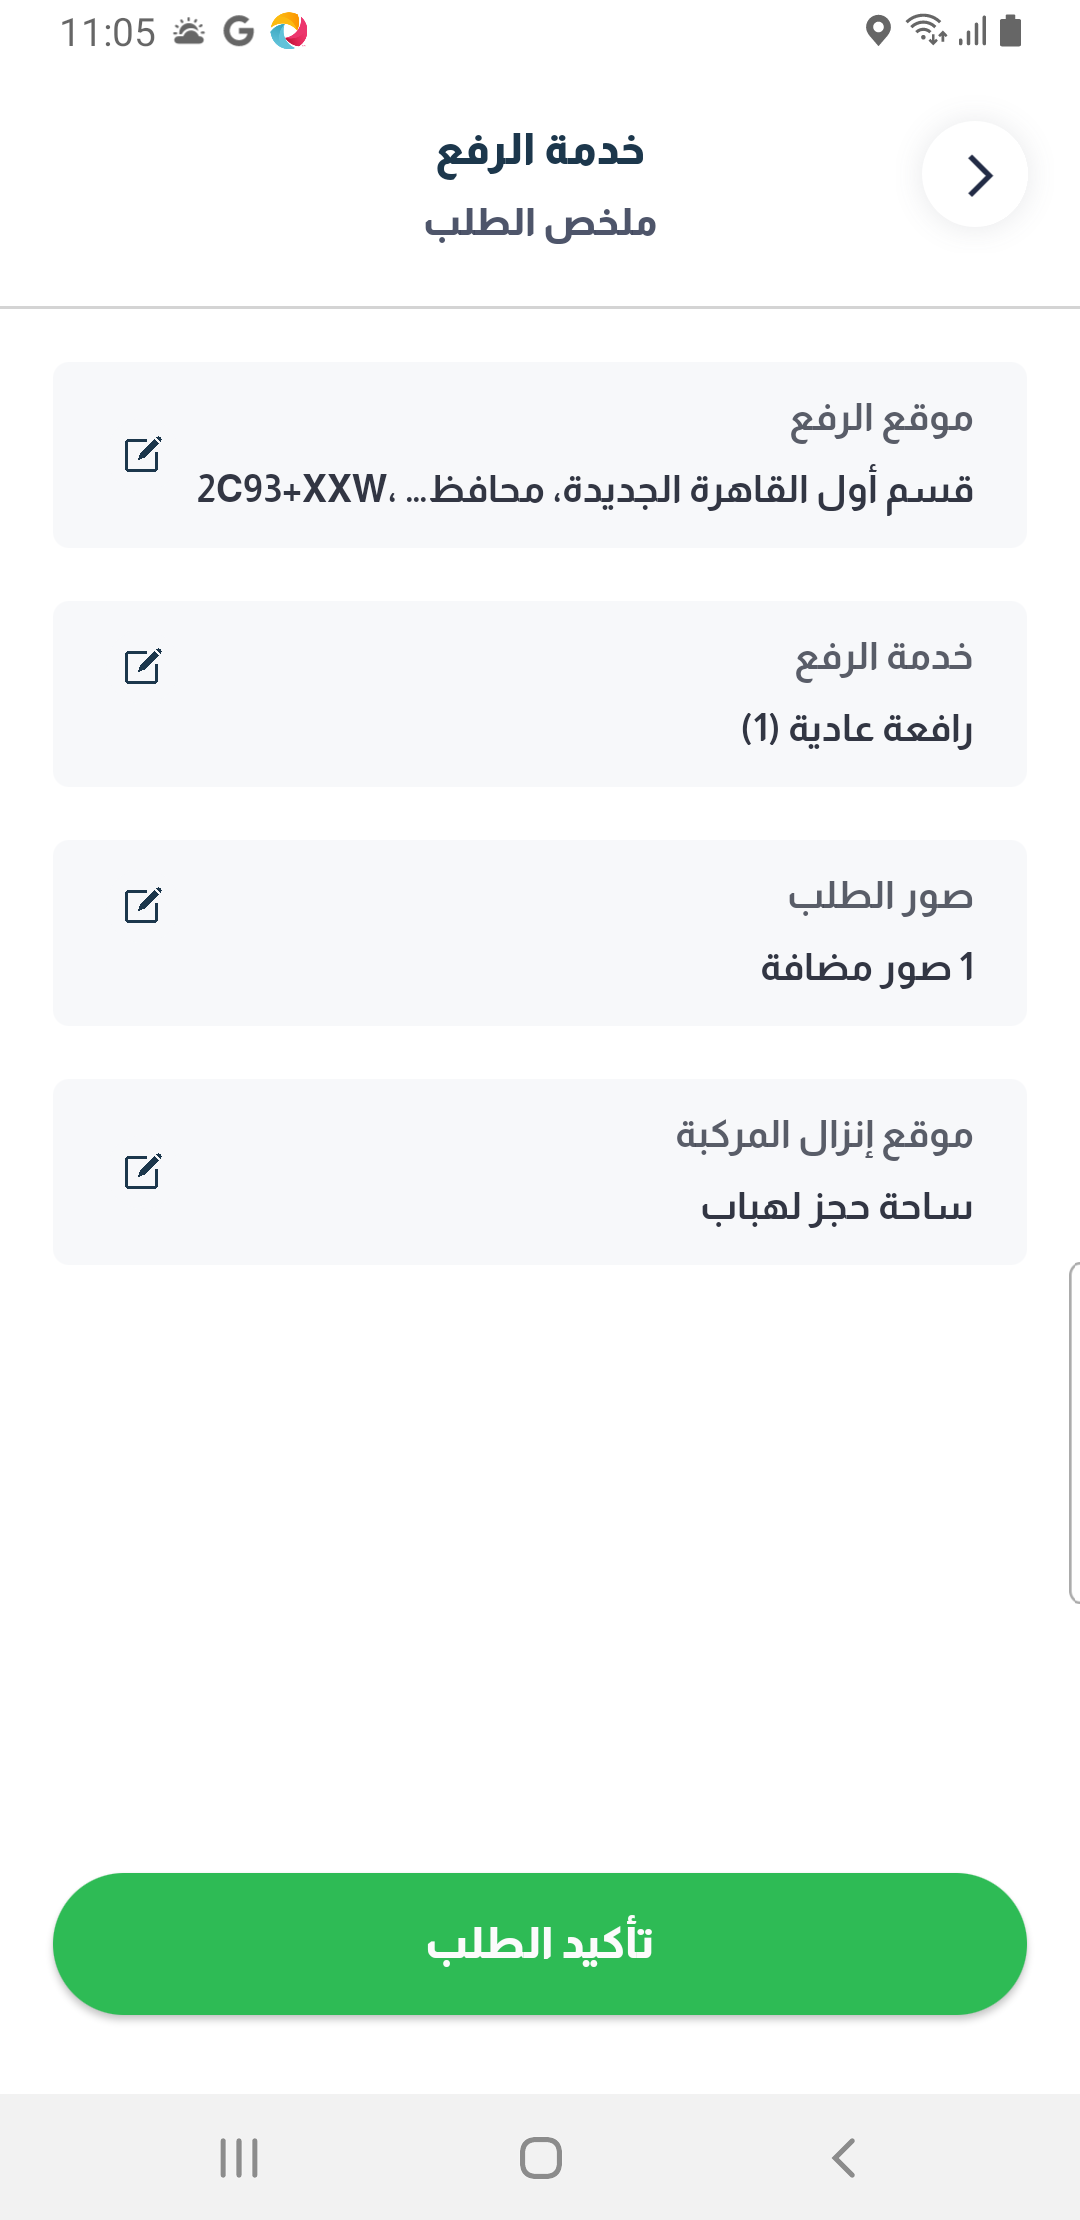 11:05
خدمة الرفع
ملخص الطلب
موقع الرفع
2C93+XXW، قسم أول القاهرة الجديدة، محافظ...
خدمة الرفع
رافعة عادية (1)
صور الطلب
1 صور مضافة
موقع إنزال المركبة
ساحة حجز لهباب
تأكيد الطلب